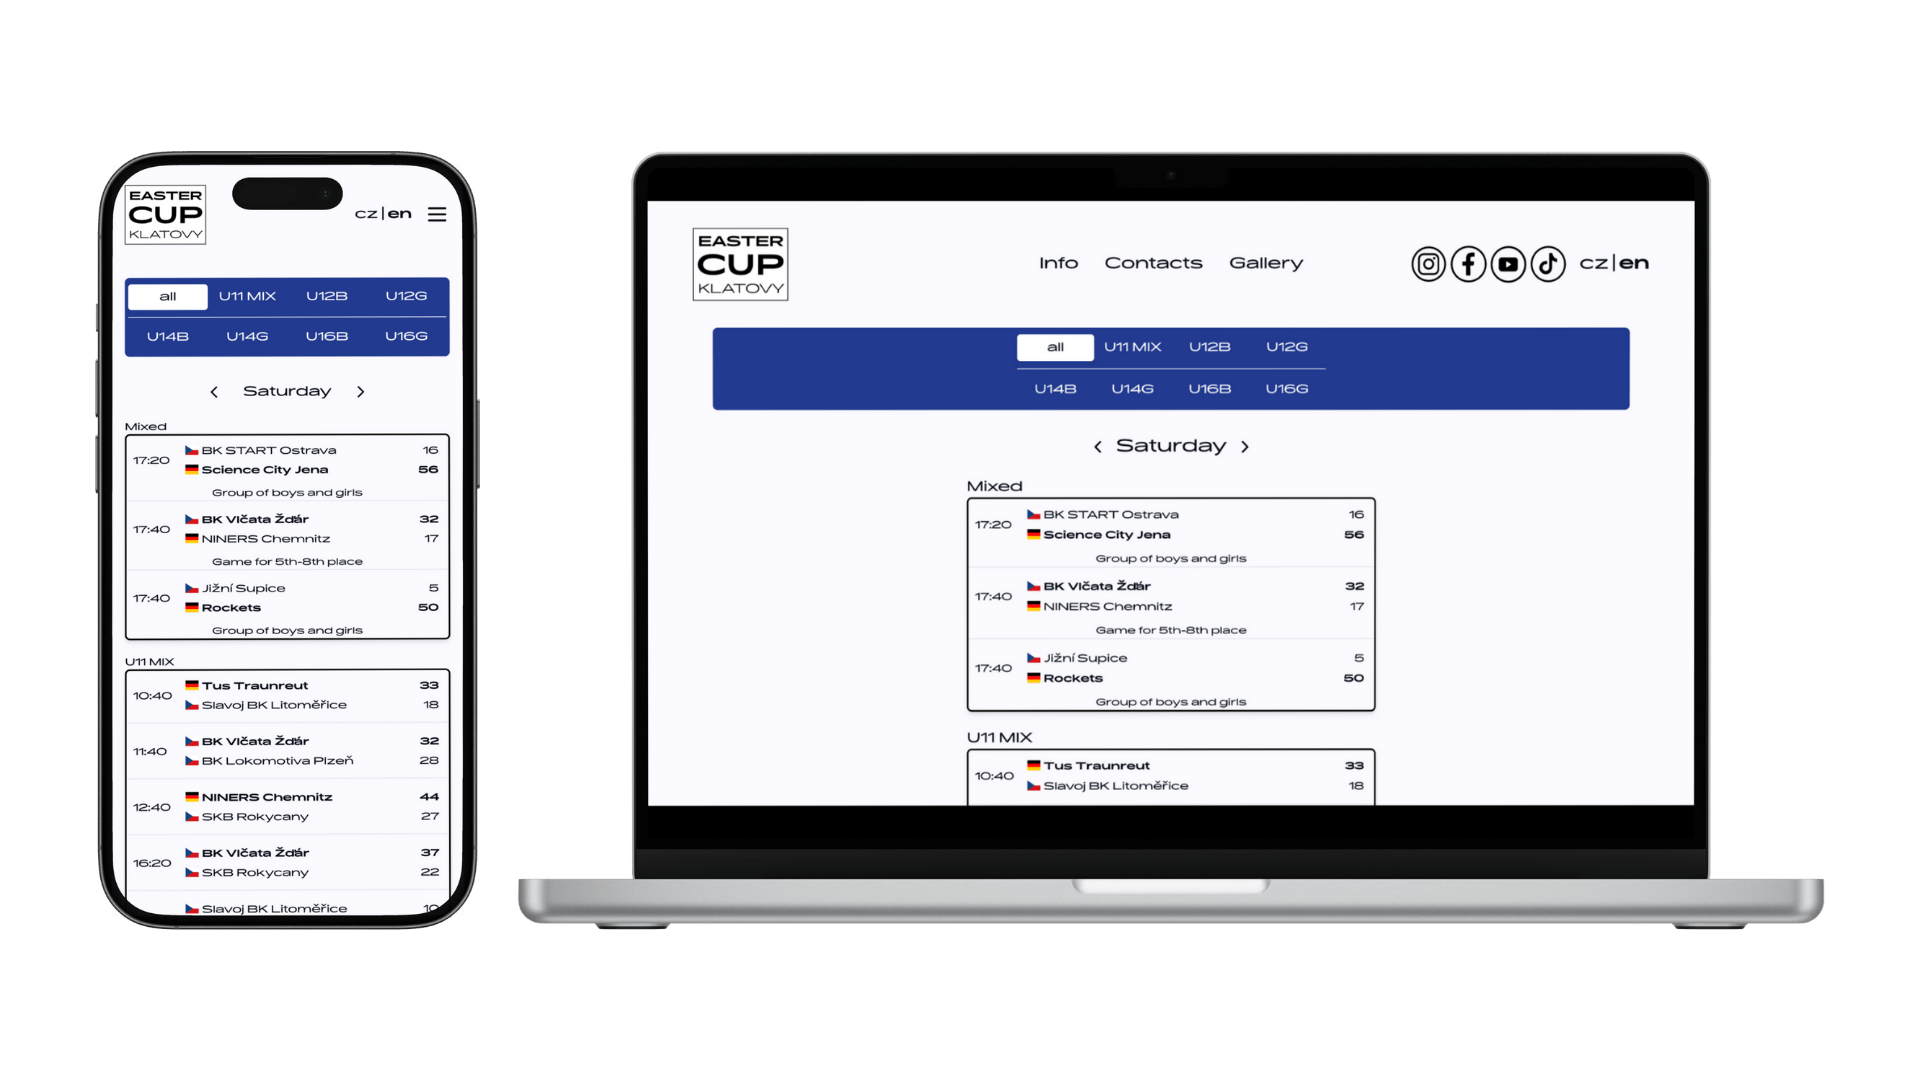 EASTER
CUP
KLATOVY
cz|en
all U11 MIX U12B U12G
U14B U14G U16B U16G
Saturday
Mixed
17:20
BK START Ostrava 16
Science City Jena 56
Group of boys and girls
17:40
BK Vlčata Žďár 32
NINERS Chemnitz 17
Game for 5th-8th place
17:40
Jižní Supice 5
Rockets 50
Group of boys and girls
U11 MIX
10:40
Tus Traunreut 33
Slavoj BK Litoměřice 18
11:40
BK Vlčata Žďár 32
BK Lokomotiva Plzeň 28
12:40
NINERS Chemnitz 44
SKB Rokycany 27
16:20
BK Vlčata Žďár 37
SKB Rokycany 22
Slavoj BK Litoměřice 10
EASTER
CUP
KLATOVY
Info Contacts Gallery cz|en
all U11 MIX U12B U12G
U14B U14G U16B U16G
Saturday
Mixed
17:20
BK START Ostrava 16
Science City Jena 56
Group of boys and girls
17:40
BK Vlčata Žďár 32
NINERS Chemnitz 17
Game for 5th-8th place
17:40
Jižní Supice 5
Rockets 50
Group of boys and girls
U11 MIX
10:40
Tus Traunreut 33
Slavoj BK Litoměřice 18